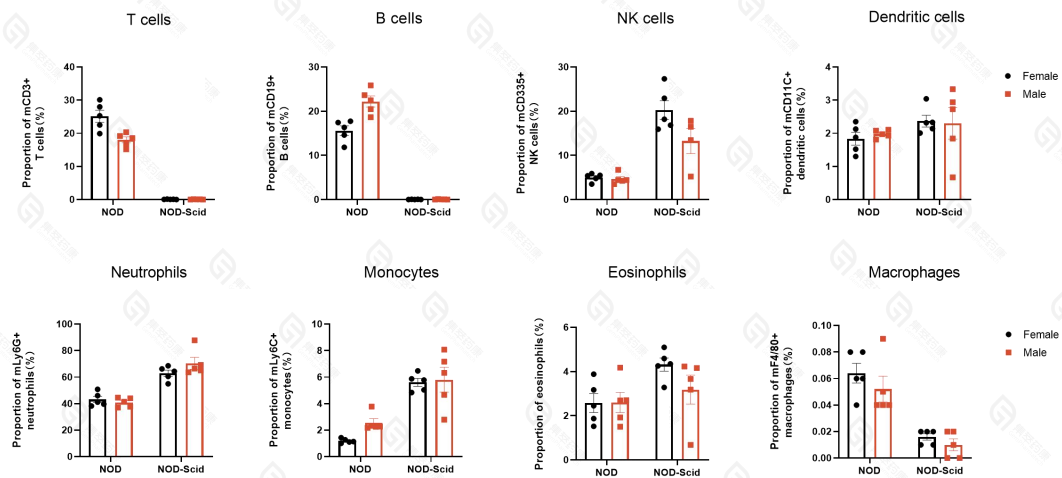 T cells
B cells
NK cells
Dendritic cells
Proportion of mCD3+
T cells(%)
40
30
20
10
0
NOD
NOD-Scid
Proportion of mCD19+
B cells(%)
30
20
10
0
NOD
NOD-Scid
Proportion of mCD335+
NK cells(%)
30
20
10
0
NOD
NOD-Scid
Proportion of mCD11C+
dendritic cells(%)
4
3
2
1
0
NOD
NOD-Scid
Female
Male
Neutrophils
Monocytes
Eosinophils
Macrophages
Proportion of mLy6G+
neutrophils(%)
100
80
60
40
20
0
NOD
NOD-Scid
Proportion of mLy6C+
monocytes(%)
10
8
6
4
2
0
NOD
NOD-Scid
Proportion of eosinophils(%)
6
4
2
0
NOD
NOD-Scid
Proportion of mF4/80+
macrophages(%)
0.10
0.08
0.06
0.04
0.02
0.00
NOD
NOD-Scid
Female
Male